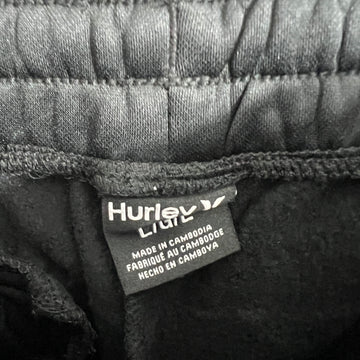 Hurley
L/G/L
MADE IN CAMBODIA
FABRIQUÉ AU CAMBODGE
HECHO EN CAMBOYA